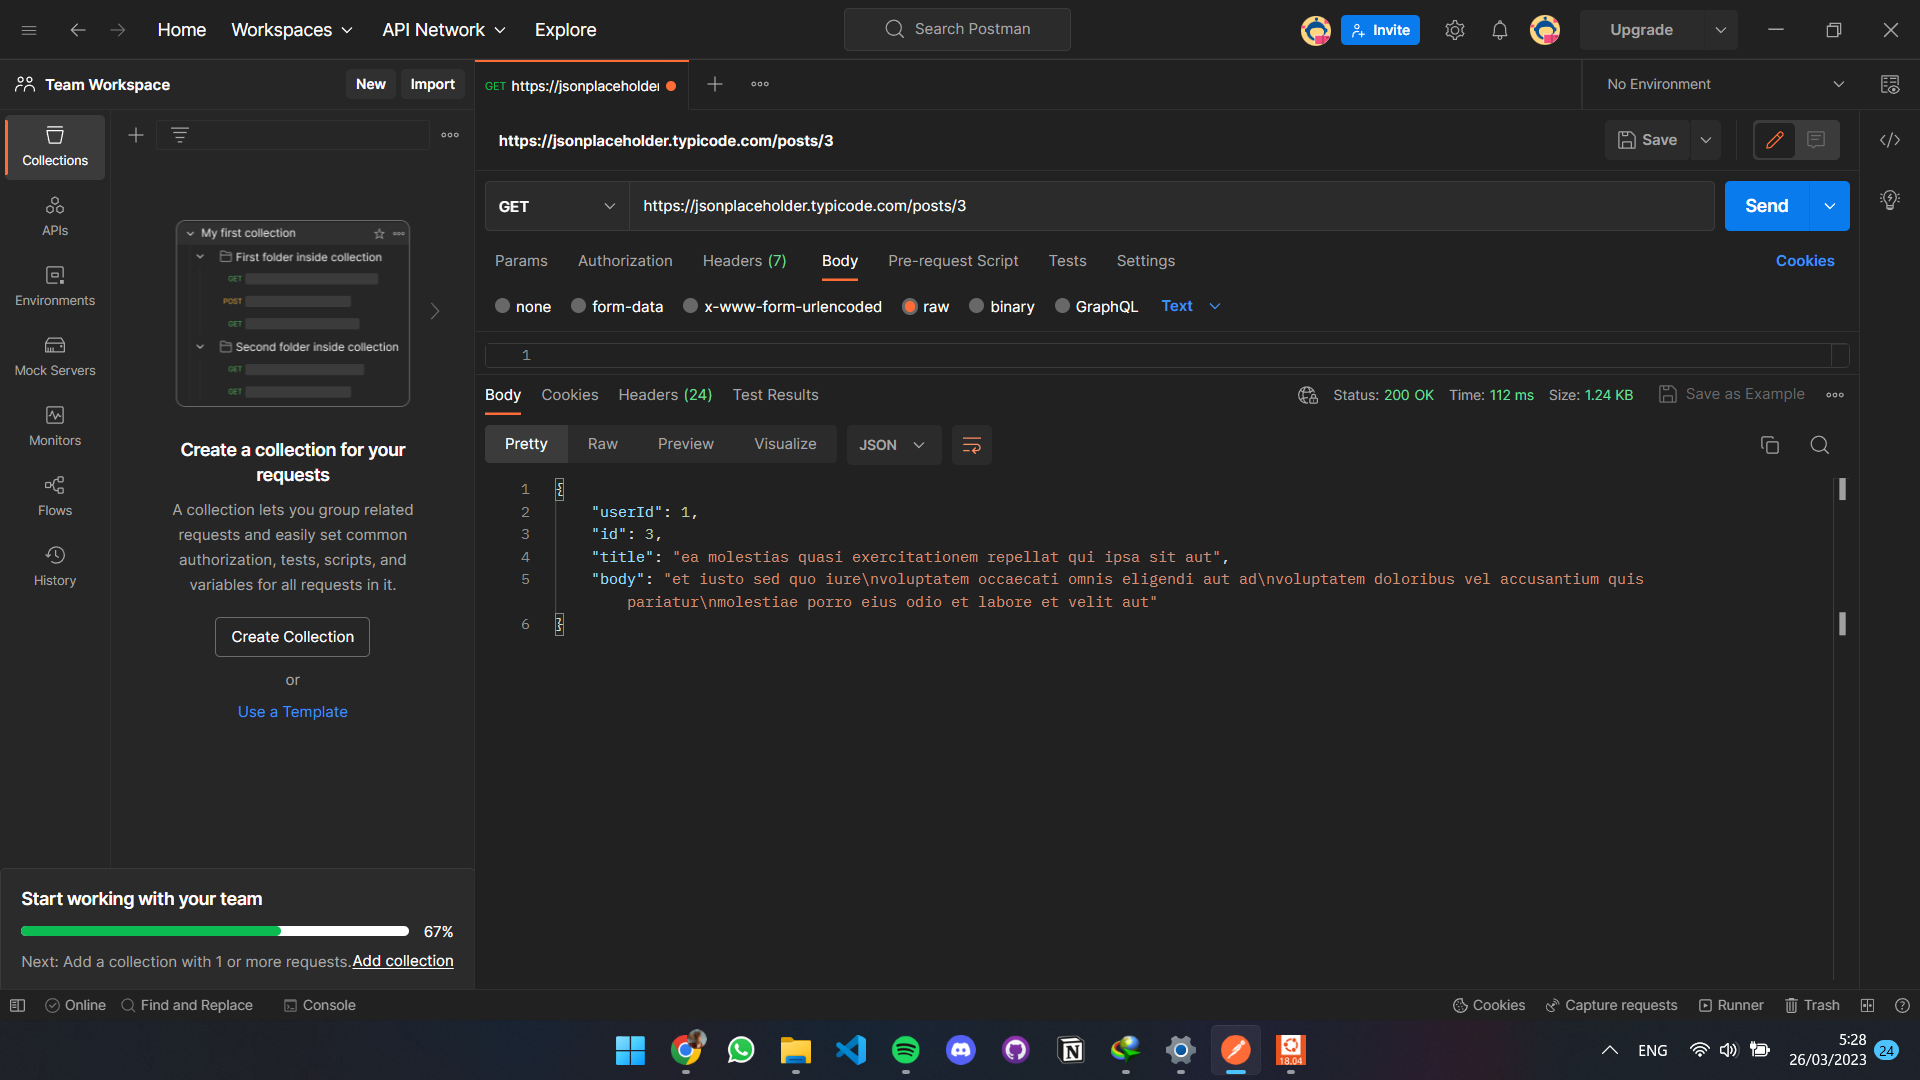 Home Workspaces API Network Explore Search Postman Invite Upgrade
Team Workspace New Import GET https://jsonplaceholder No Environment
https://jsonplaceholder.typicode.com/posts/3 Save
GET https://jsonplaceholder.typicode.com/posts/3 Send
Params Authorization Headers (7) Body Pre-request Script Tests Settings Cookies
none form-data x-www-form-urlencoded raw binary GraphQL Text
1
Collections
APIs
Environments
Mock Servers
Monitors
Flows
History
My first collection
First folder inside collection
GET
POST
GET
Second folder inside collection
GET
GET
Create a collection for your
requests
A collection lets you group related
requests and easily set common
authorization, tests, scripts, and
variables for all requests in it.
Create Collection
or
Use a Template
Body Cookies Headers (24) Test Results Status: 200 OK Time: 112 ms Size: 1.24 KB Save as Example
Pretty Raw Preview Visualize JSON
1 {
2 "userId": 1,
3 "id": 3,
4 "title": "ea molestias quasi exercitationem repellat qui ipsa sit aut",
5 "body": "et iusto sed quo iure\nvoluptatem occaecati omnis eligendi aut ad\nvoluptatem doloribus vel accusantium quis
pariatur\nmolestiae porro eius odio et labore et velit aut"
6 }
Start working with your team
67%
Next: Add a collection with 1 or more requests. Add collection
Online Find and Replace Console Cookies Capture requests Runner Trash
18.04
ENG
5:28
26/03/2023
24